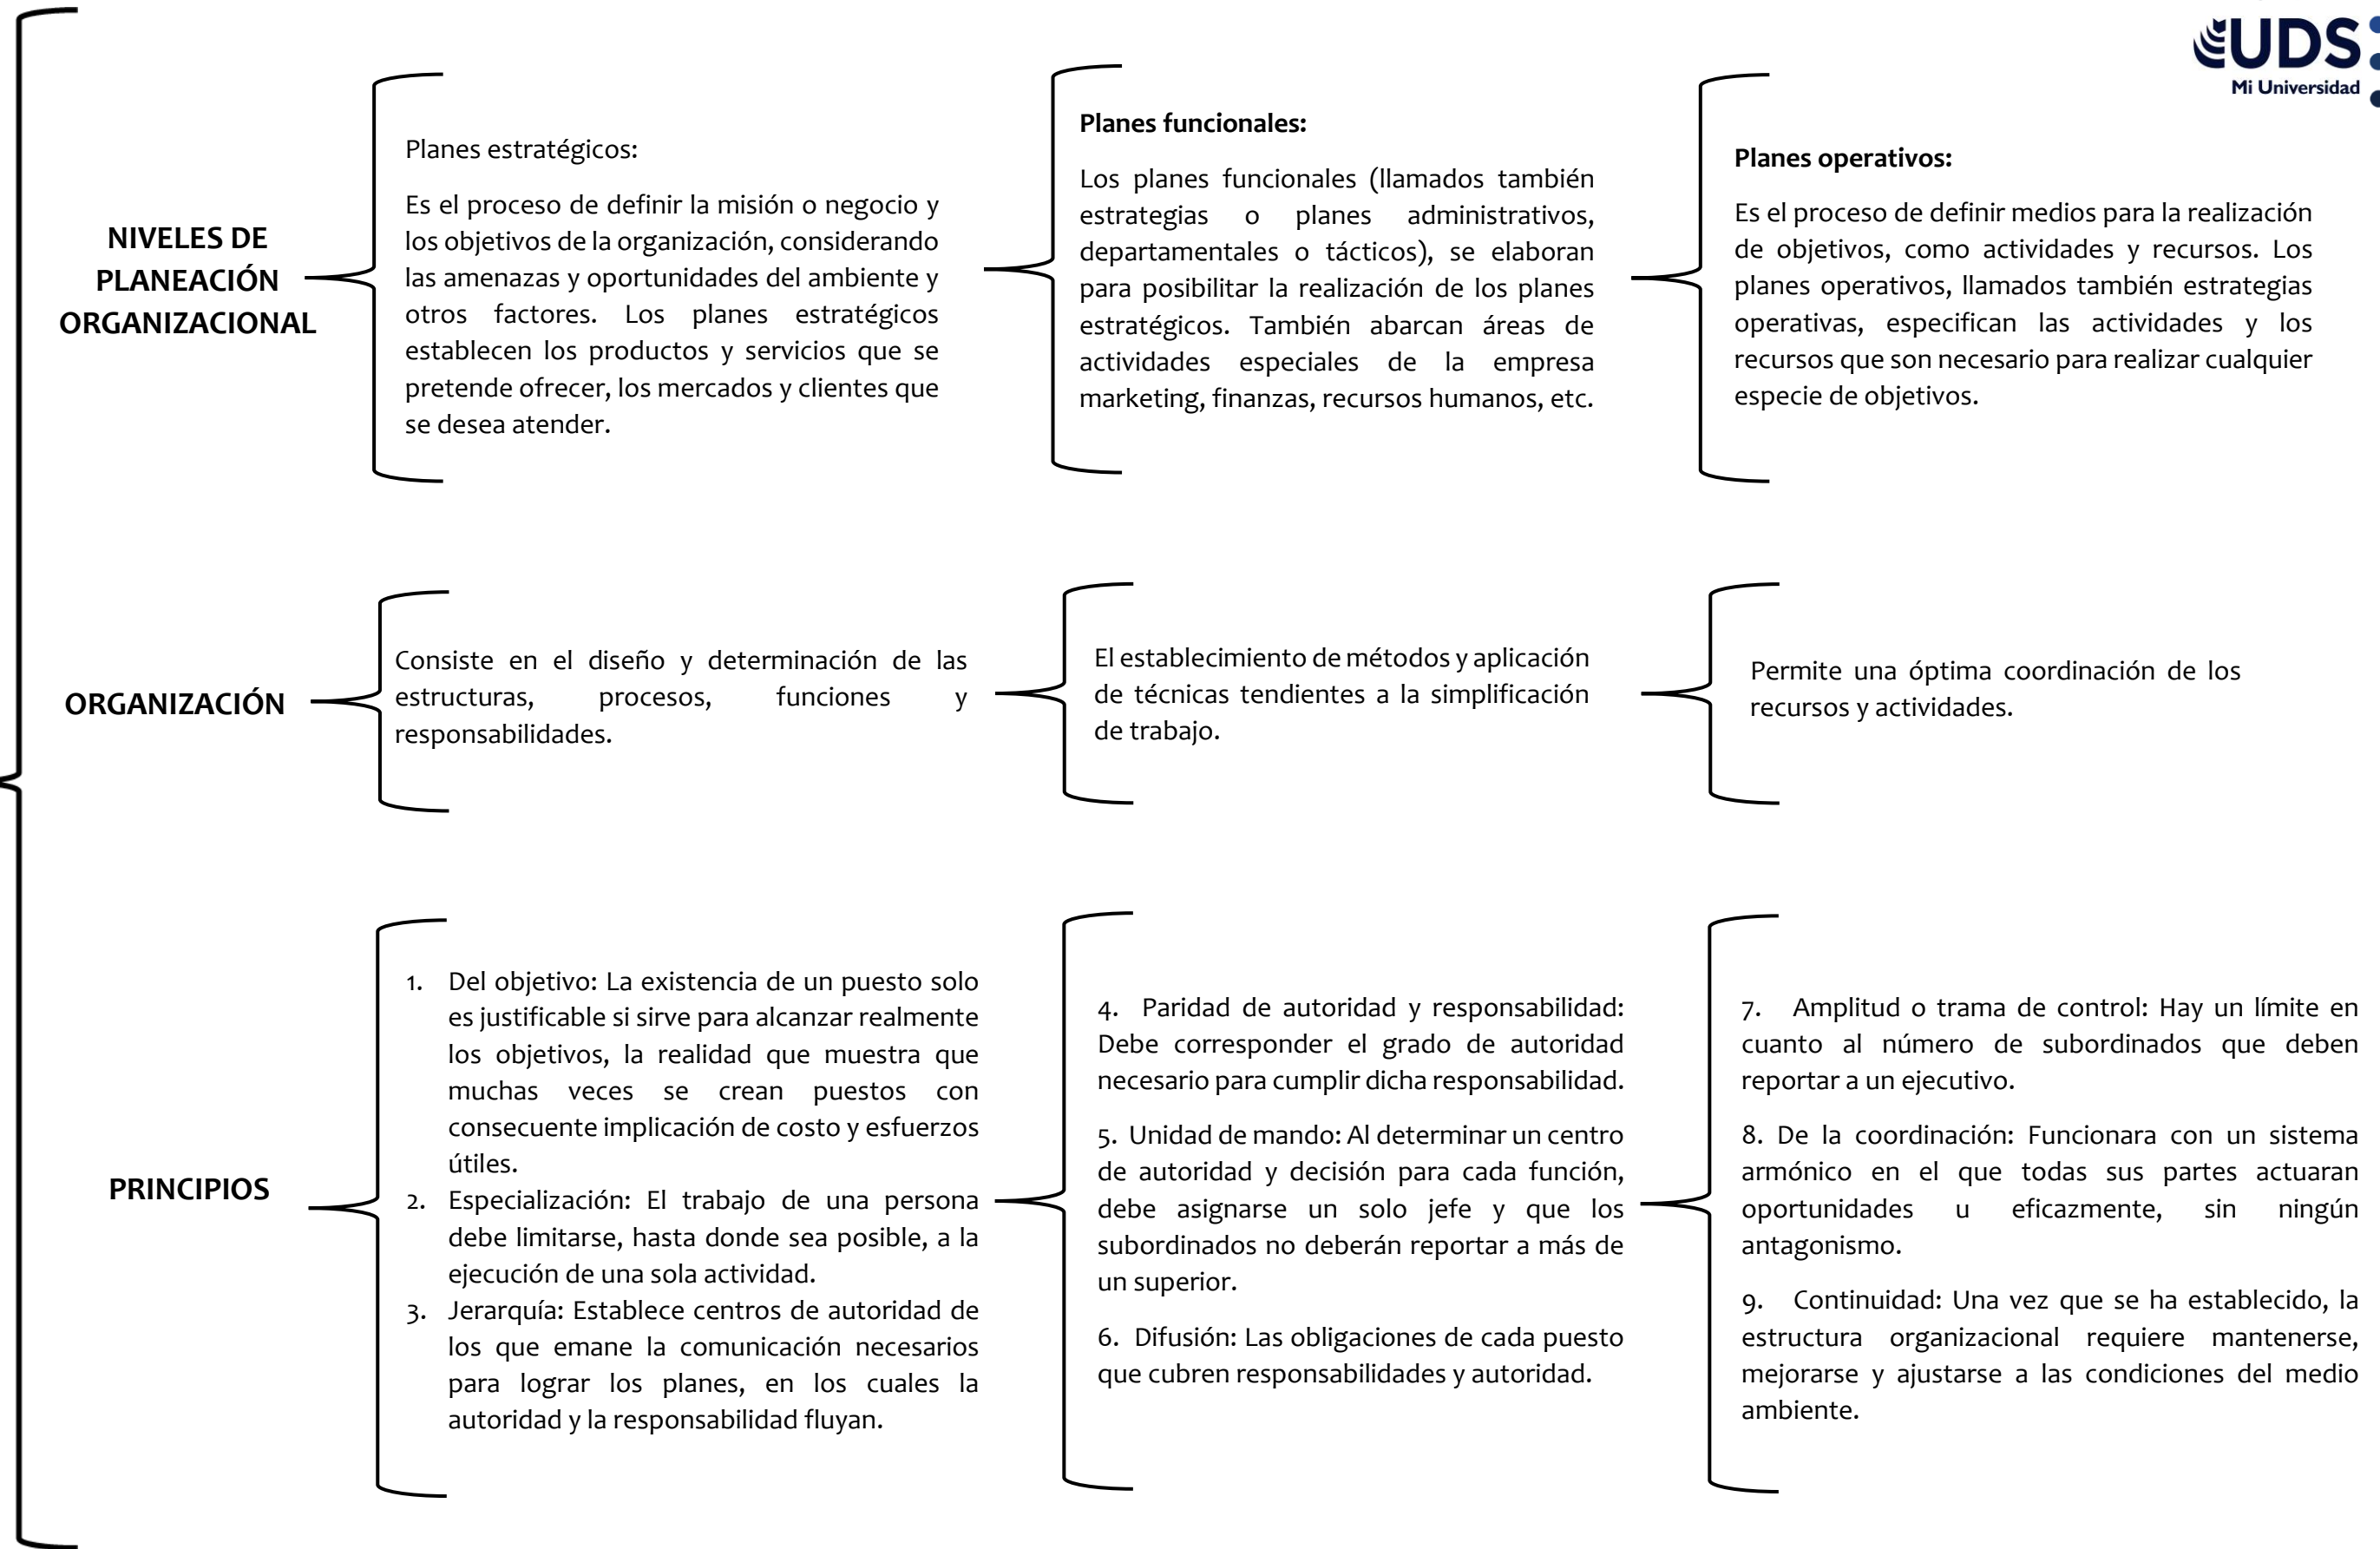 UDS
Mi Universidad
NIVELES DE
PLANEACIÓN
ORGANIZACIONAL
Planes estratégicos:
Es el proceso de definir la misión o negocio y
los objetivos de la organización, considerando
las amenazas y oportunidades del ambiente y
otros factores. Los planes estratégicos
establecen los productos y servicios que se
pretende ofrecer, los mercados y clientes que
se desea atender.
Planes funcionales:
Los planes funcionales (llamados también
estrategias o planes administrativos,
departamentales o tácticos), se elaboran
para posibilitar la realización de los planes
estratégicos. También abarcan áreas de
actividades especiales de la empresa
marketing, finanzas, recursos humanos, etc.
Planes operativos:
Es el proceso de definir medios para la realización
de objetivos, como actividades y recursos. Los
planes operativos, llamados también estrategias
operativas, especifican las actividades y los
recursos que son necesario para realizar cualquier
especie de objetivos.
ORGANIZACIÓN
Consiste en el diseño y determinación de las
estructuras, procesos, funciones y
responsabilidades.
El establecimiento de métodos y aplicación
de técnicas tendientes a la simplificación
de trabajo.
Permite una óptima coordinación de los
recursos y actividades.
PRINCIPIOS
1. Del objetivo: La existencia de un puesto solo
es justificable si sirve para alcanzar realmente
los objetivos, la realidad que muestra que
muchas veces se crean puestos con
consecuente implicación de costo y esfuerzos
útiles.
2. Especialización: El trabajo de una persona
debe limitarse, hasta donde sea posible, a la
ejecución de una sola actividad.
3. Jerarquía: Establece centros de autoridad de
los que emane la comunicación necesarios
para lograr los planes, en los cuales la
autoridad y la responsabilidad fluyan.
4. Paridad de autoridad y responsabilidad:
Debe corresponder el grado de autoridad
necesario para cumplir dicha responsabilidad.
5. Unidad de mando: Al determinar un centro
de autoridad y decisión para cada función,
debe asignarse un solo jefe y que los
subordinados no deberán reportar a más de
un superior.
6. Difusión: Las obligaciones de cada puesto
que cubren responsabilidades y autoridad.
7. Amplitud o trama de control: Hay un límite en
cuanto al número de subordinados que deben
reportar a un ejecutivo.
8. De la coordinación: Funcionara con un sistema
armónico en el que todas sus partes actuaran
oportunidades u eficazmente, sin ningún
antagonismo.
9. Continuidad: Una vez que se ha establecido, la
estructura organizacional requiere mantenerse,
mejorarse y ajustarse a las condiciones del medio
ambiente.